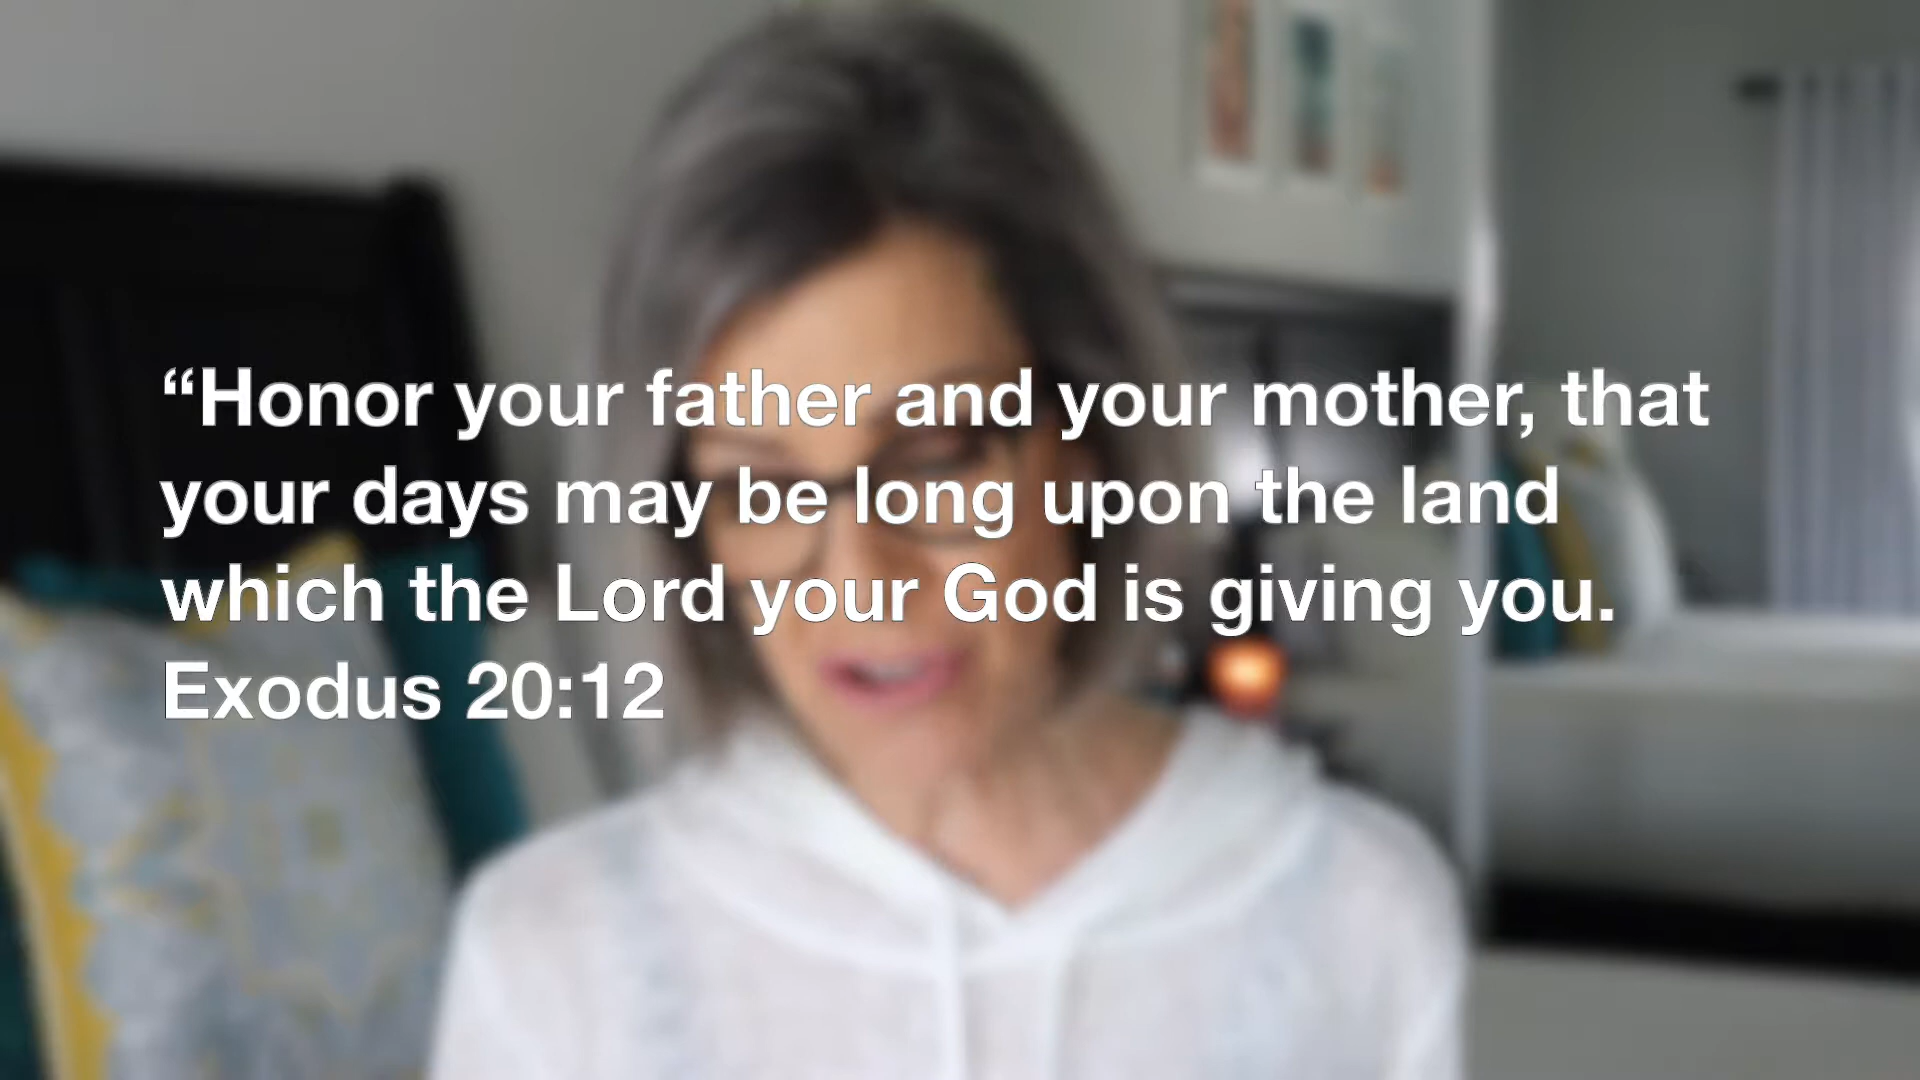 “Honor your father and your mother, that
your days may be long upon the land
which the Lord your God is giving you.
Exodus 20:12